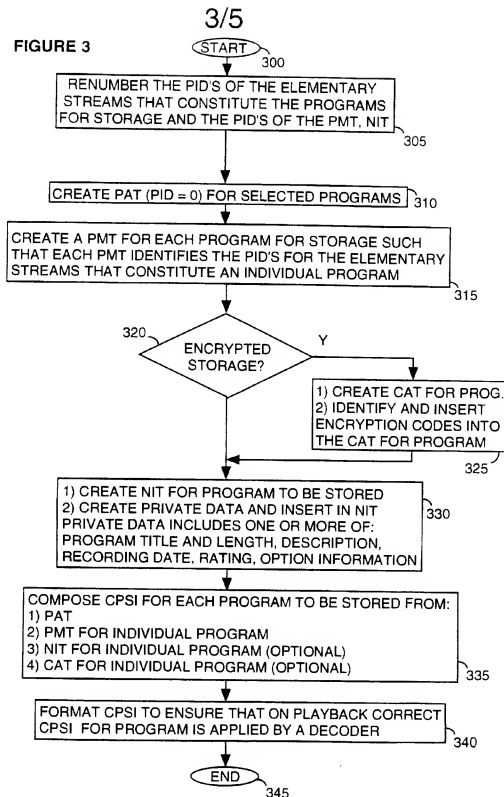 3/5
FIGURE 3
START
300
RENUMBER THE PID'S OF THE ELEMENTARY
STREAMS THAT CONSTITUTE THE PROGRAMS
FOR STORAGE AND THE PID'S OF THE PMT, NIT
305
CREATE PAT (PID = 0) FOR SELECTED PROGRAMS
310
CREATE A PMT FOR EACH PROGRAM FOR STORAGE SUCH
THAT EACH PMT IDENTIFIES THE PID'S FOR THE ELEMENTARY
STREAMS THAT CONSTITUTE AN INDIVIDUAL PROGRAM
315
320
ENCRYPTED
STORAGE?
Y
1) CREATE CAT FOR PROG.
2) IDENTIFY AND INSERT
ENCRYPTION CODES INTO
THE CAT FOR PROGRAM
325
1) CREATE NIT FOR PROGRAM TO BE STORED
2) CREATE PRIVATE DATA AND INSERT IN NIT
PRIVATE DATA INCLUDES ONE OR MORE OF:
PROGRAM TITLE AND LENGTH, DESCRIPTION,
RECORDING DATE, RATING, OPTION INFORMATION
330
COMPOSE CPSI FOR EACH PROGRAM TO BE STORED FROM:
1) PAT
2) PMT FOR INDIVIDUAL PROGRAM
3) NIT FOR INDIVIDUAL PROGRAM (OPTIONAL)
4) CAT FOR INDIVIDUAL PROGRAM (OPTIONAL)
335
FORMAT CPSI TO ENSURE THAT ON PLAYBACK CORRECT
CPSI FOR PROGRAM IS APPLIED BY A DECODER
340
END
345